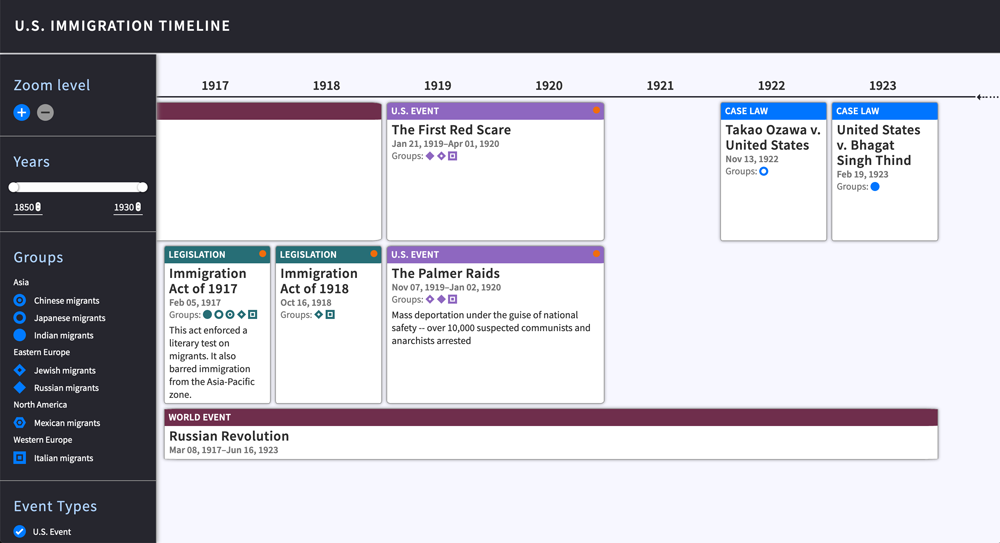 U.S. IMMIGRATION TIMELINE
Zoom level
Years
1850
1930
Groups
Asia
Chinese migrants
Japanese migrants
Indian migrants
Eastern Europe
Jewish migrants
Russian migrants
North America
Mexican migrants
Western Europe
Italian migrants
Event Types
U.S. Event
1917 1918 1919 1920 1921 1922 1923
U.S. EVENT
The First Red Scare
Jan 21, 1919–Apr 01, 1920
Groups:
CASE LAW
Takao Ozawa v.
United States
Nov 13, 1922
Groups:
CASE LAW
United States
v. Bhagat
Singh Thind
Feb 19, 1923
Groups:
LEGISLATION
Immigration
Act of 1917
Feb 05, 1917
Groups:
This act enforced a
literary test on
migrants. It also
barred immigration
from the Asia-Pacific
zone.
LEGISLATION
Immigration
Act of 1918
Oct 16, 1918
Groups:
U.S. EVENT
The Palmer Raids
Nov 07, 1919–Jan 02, 1920
Groups:
Mass deportation under the guise of national
safety -- over 10,000 suspected communists and
anarchists arrested
WORLD EVENT
Russian Revolution
Mar 08, 1917–Jun 16, 1923